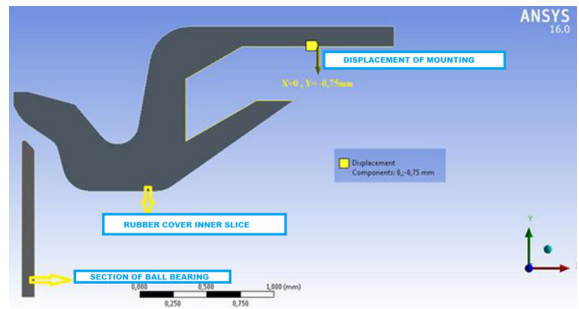 ANSYS
16.0
DISPLACEMENT OF MOUNTING
X=0 , Y= -0,75mm
Displacement
Components: 0,;-0,75 mm
RUBBER COVER INNER SLICE
Y
SECTION OF BALL BEARING
0,000
0,500
1,000 (mm)
0,250
0,750